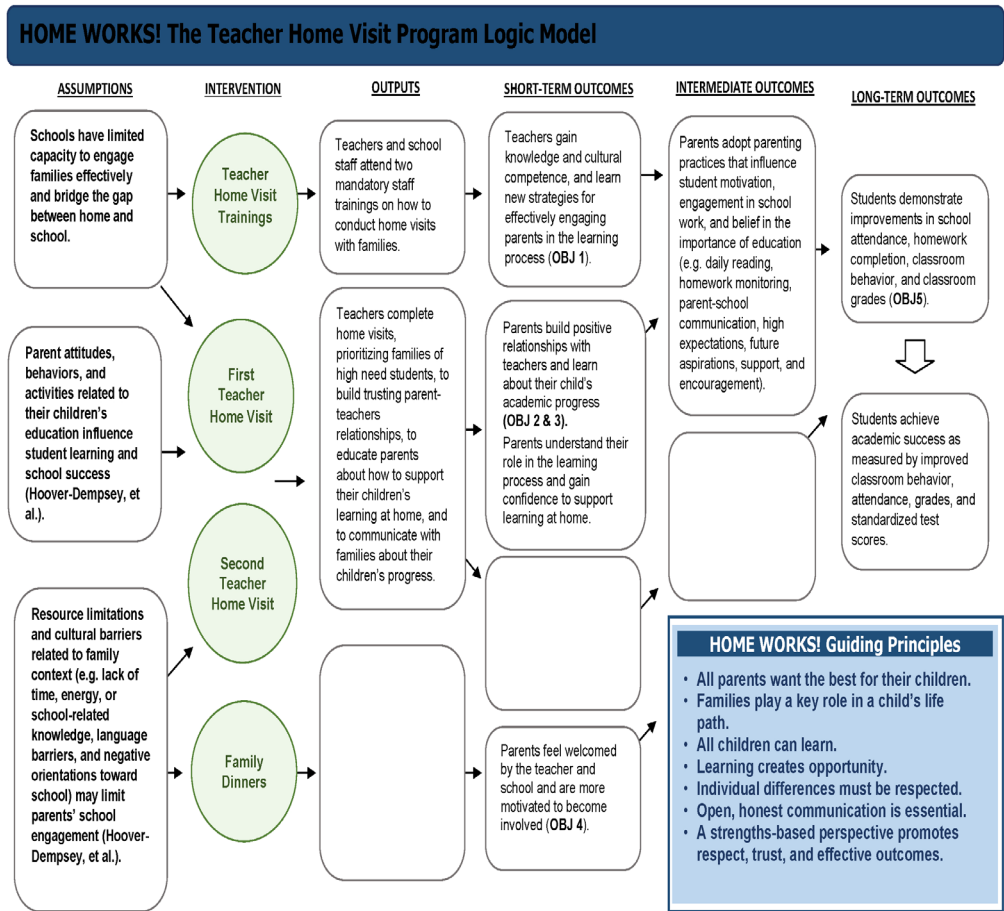 HOME WORKS! The Teacher Home Visit Program Logic Model
ASSUMPTIONS
Schools have limited
capacity to engage
families effectively
and bridge the gap
between home and
school.
Parent attitudes,
behaviors, and
activities related to
their children's
education influence
student learning and
school success
(Hoover-Dempsey, et
al.).
Resource limitations
and cultural barriers
related to family
context (e.g. lack of
time, energy, or
school-related
knowledge, language
barriers, and negative
orientations toward
school) may limit
parents' school
engagement (Hoover-
Dempsey, et al.).
INTERVENTION
Teacher
Home Visit
Trainings
First
Teacher
Home Visit
Second
Teacher
Home Visit
Family
Dinners
OUTPUTS
Teachers and school
staff attend two
mandatory staff
trainings on how to
conduct home visits
with families.
Teachers complete
home visits,
prioritizing families of
high need students, to
build trusting parent-
teachers
relationships, to
educate parents
about how to support
their children's
learning at home, and
to communicate with
families about their
children's progress.
SHORT-TERM OUTCOMES
Teachers gain
knowledge and cultural
competence, and learn
new strategies for
effectively engaging
parents in the learning
process (OBJ 1).
Parents build positive
relationships with
teachers and learn
about their child's
academic progress
(OBJ 2 & 3).
Parents understand their
role in the learning
process and gain
confidence to support
learning at home.
Parents feel welcomed
by the teacher and
school and are more
motivated to become
involved (OBJ 4).
INTERMEDIATE OUTCOMES
Parents adopt parenting
practices that influence
student motivation,
engagement in school
work, and belief in the
importance of education
(e.g. daily reading,
homework monitoring,
parent-school
communication, high
expectations, future
aspirations, support, and
encouragement).
LONG-TERM OUTCOMES
Students demonstrate
improvements in school
attendance, homework
completion, classroom
behavior, and classroom
grades (OBJ5).
Students achieve
academic success as
measured by improved
classroom behavior,
attendance, grades, and
standardized test
scores.
HOME WORKS! Guiding Principles
• All parents want the best for their children.
• Families play a key role in a child's life
path.
• All children can learn.
• Learning creates opportunity.
• Individual differences must be respected.
• Open, honest communication is essential.
• A strengths-based perspective promotes
respect, trust, and effective outcomes.